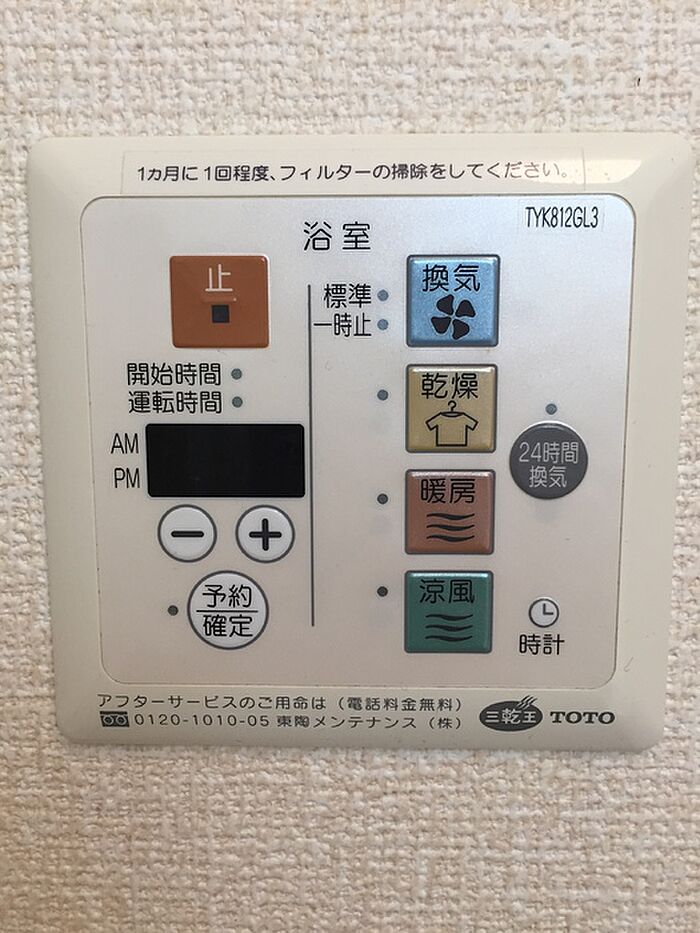 1ヵ月に1回程度、フィルターの掃除をしてください。
TYK812GL3
浴室
止
開始時間
運転時間
AM
PM
予約
確定
標準
一時止
換気
乾燥
暖房
涼風
24時間
換気
時計
アフターサービスのご用命は(電話料金無料)
0120-1010-05 東陶メンテナンス(株)
三乾王 TOTO